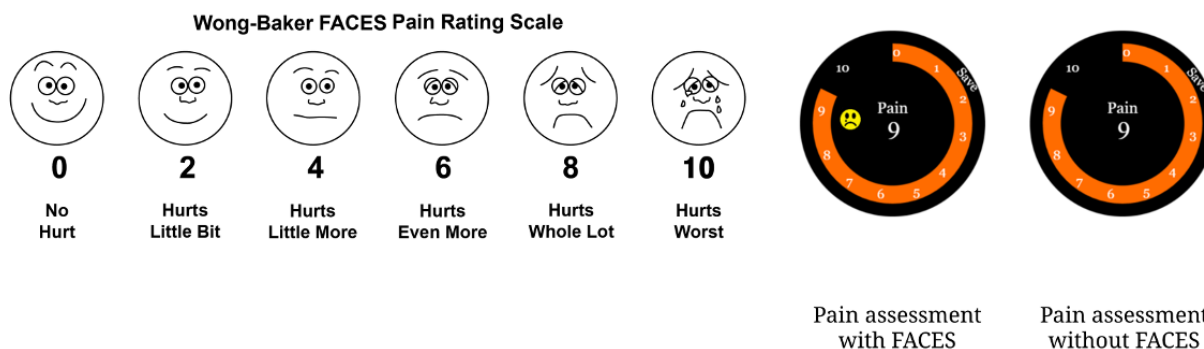 Wong-Baker FACES Pain Rating Scale
0
2
4
6
8
10
No
Hurt
Hurts
Little Bit
Hurts
Little More
Hurts
Even More
Hurts
Whole Lot
Hurts
Worst
0
1
Save
2
3
4
5
6
7
8
9
10
Pain
9
Pain assessment
with FACES
0
1
Save
2
3
4
5
6
7
8
9
10
Pain
9
Pain assessment
without FACES